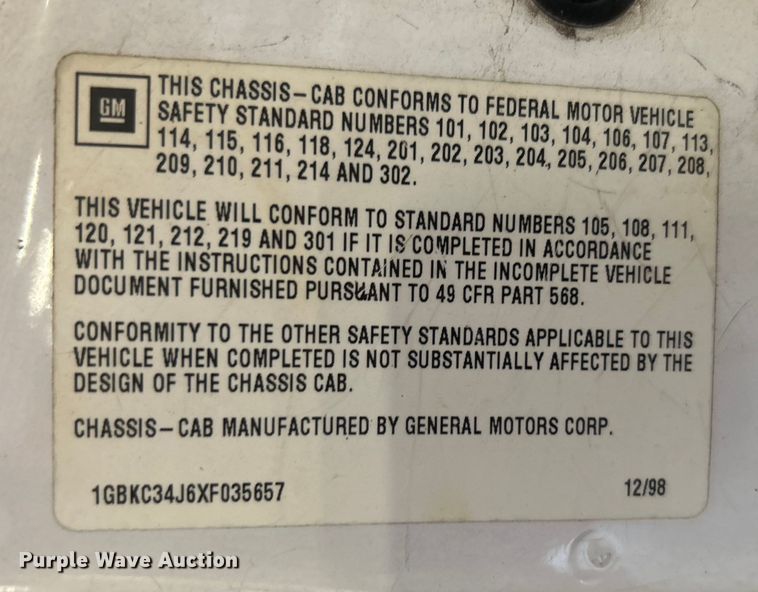 GM
THIS CHASSIS-CAB CONFORMS TO FEDERAL MOTOR VEHICLE
SAFETY STANDARD NUMBERS 101, 102, 103, 104, 106, 107, 113,
114, 115, 116, 118, 124, 201, 202, 203, 204, 205, 206, 207, 208,
209, 210, 211, 214 AND 302.
THIS VEHICLE WILL CONFORM TO STANDARD NUMBERS 105, 108, 111,
120, 121, 212, 219 AND 301 IF IT IS COMPLETED IN ACCORDANCE
WITH THE INSTRUCTIONS CONTAINED IN THE INCOMPLETE VEHICLE
DOCUMENT FURNISHED PURSUANT TO 49 CFR PART 568.
CONFORMITY TO THE OTHER SAFETY STANDARDS APPLICABLE TO THIS
VEHICLE WHEN COMPLETED IS NOT SUBSTANTIALLY AFFECTED BY THE
DESIGN OF THE CHASSIS CAB.
CHASSIS-CAB MANUFACTURED BY GENERAL MOTORS CORP.
1GBKC34J6XF035657 12/98
Purple Wave Auction